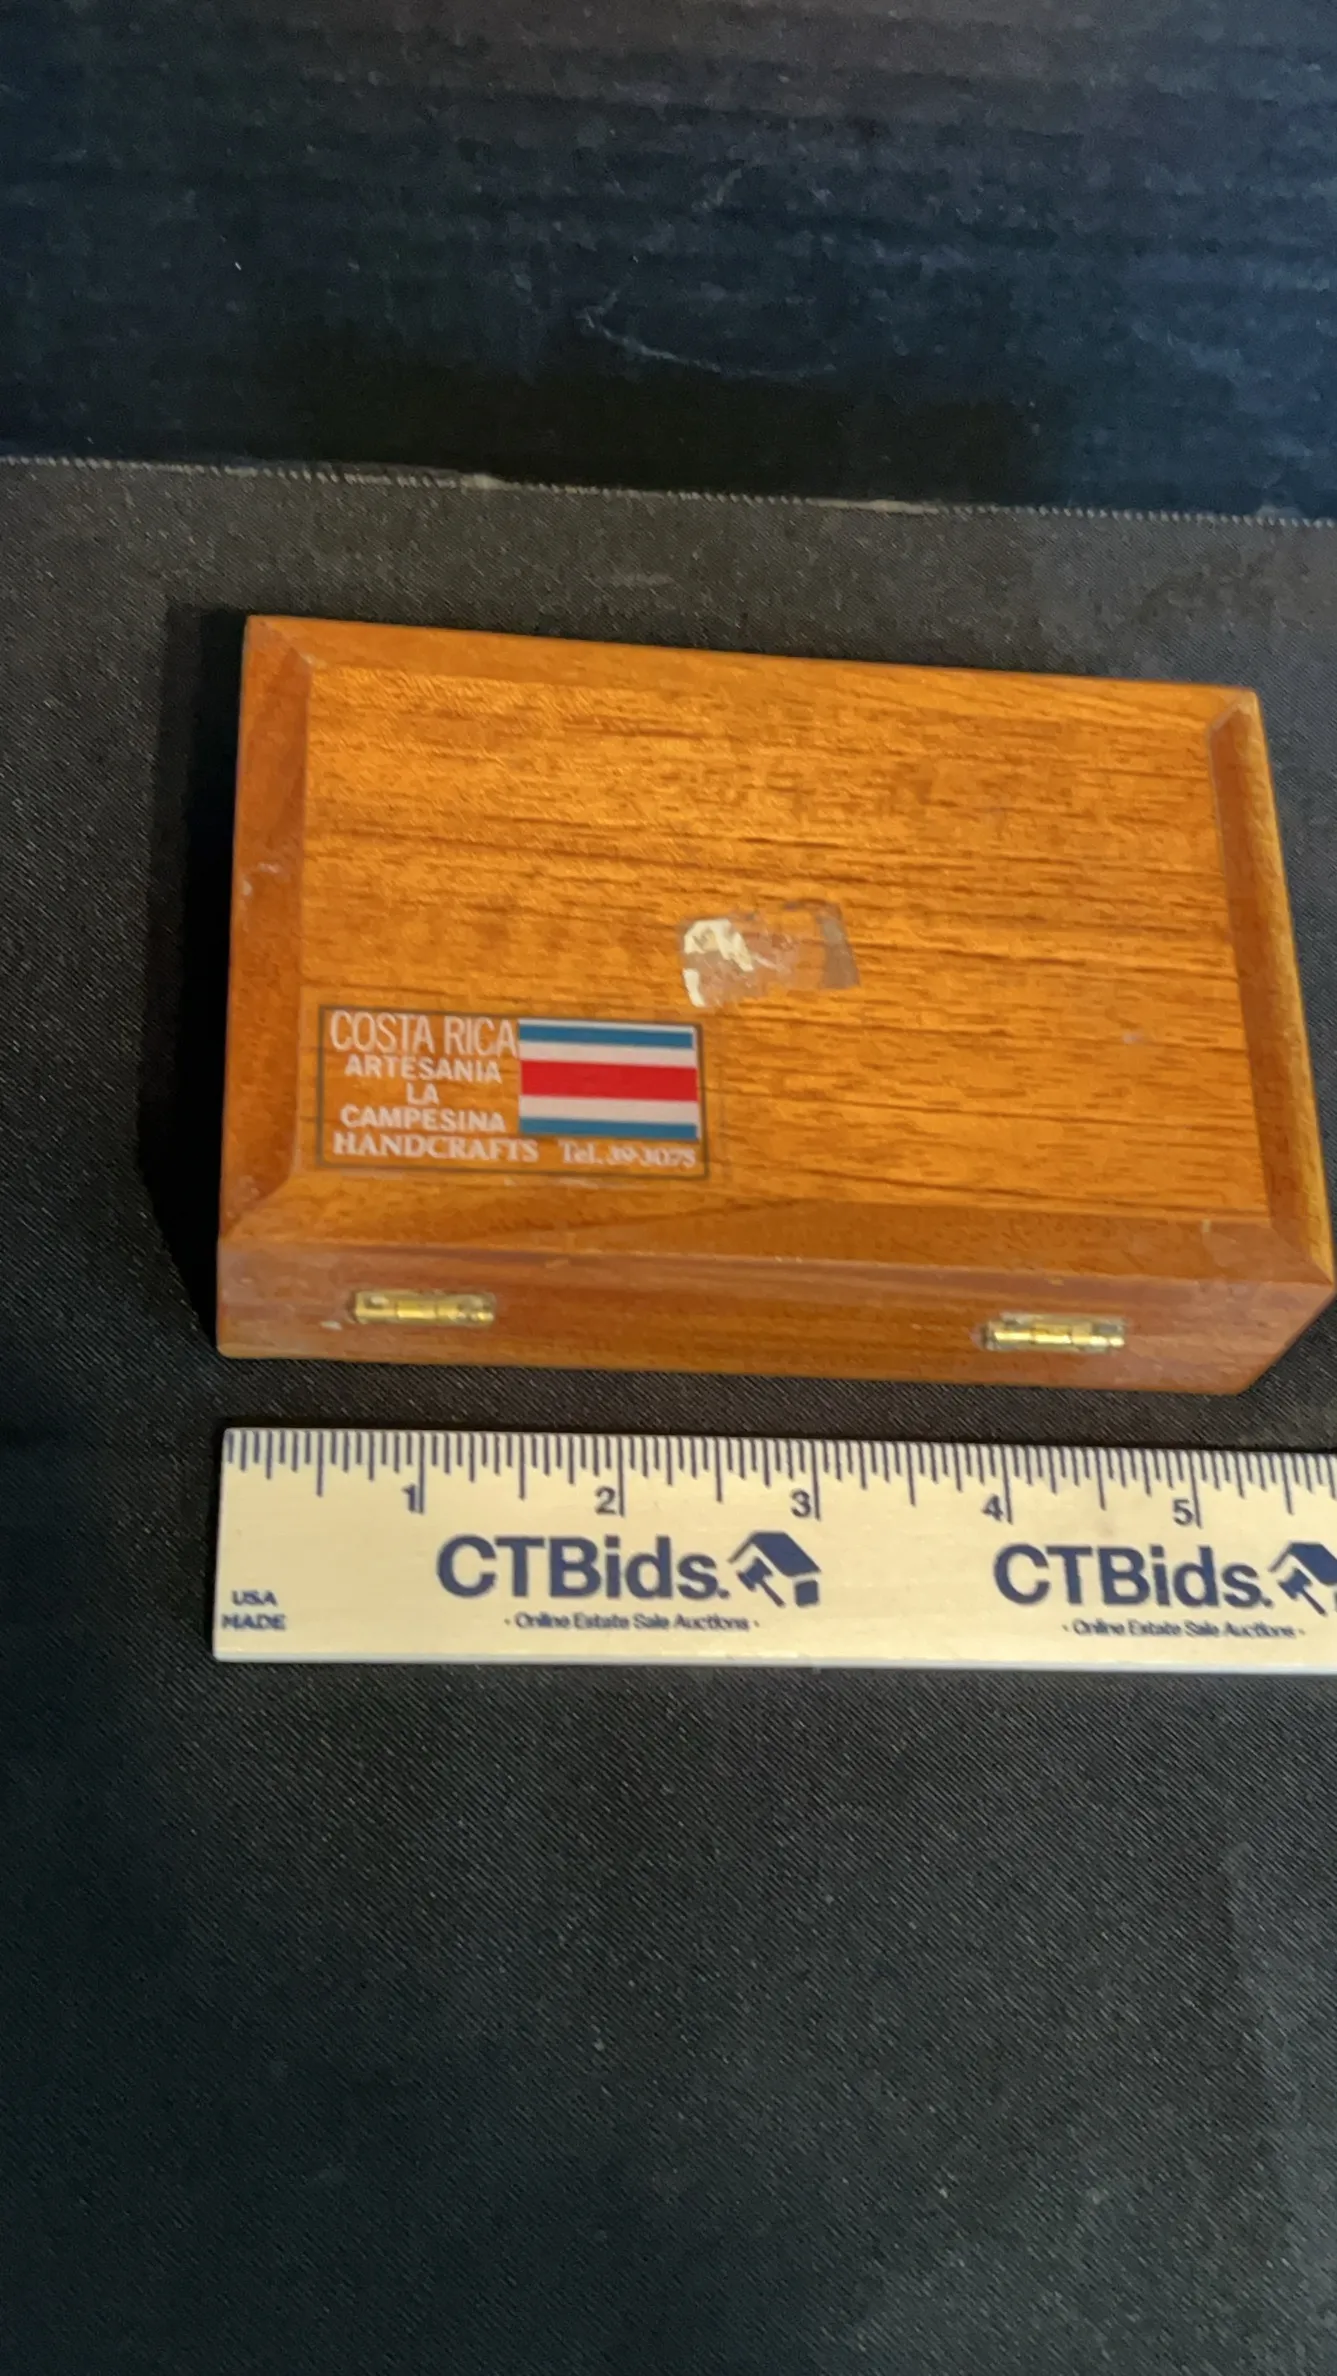 COSTA RICA
ARTESANIA
LA
CAMPESINA
HANDCRAFTS Tel. 39-3075
1 2 3 4 5
CTBids. CTBids.
· Online Estate Sale Auctions · · Online Estate Sale Auctions ·
USA
MADE